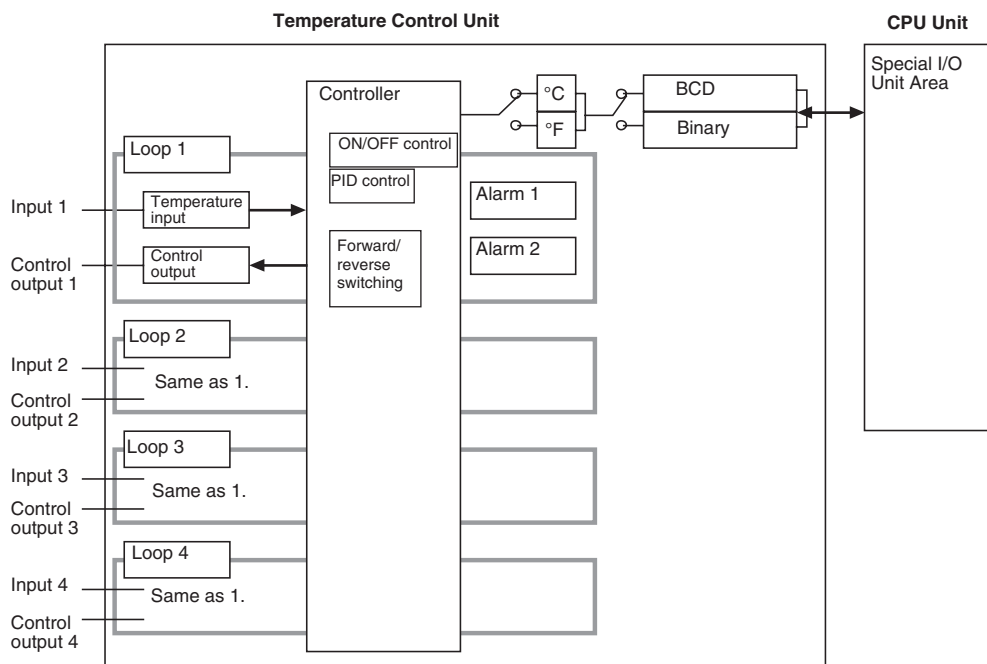 Temperature Control Unit
CPU Unit
Controller
°C
°F
BCD
Binary
Special I/O
Unit Area
ON/OFF control
PID control
Forward/
reverse
switching
Loop 1
Input 1
Temperature
input
Control
output 1
Control
output
Alarm 1
Alarm 2
Loop 2
Input 2
Same as 1.
Control
output 2
Loop 3
Input 3
Same as 1.
Control
output 3
Loop 4
Input 4
Same as 1.
Control
output 4